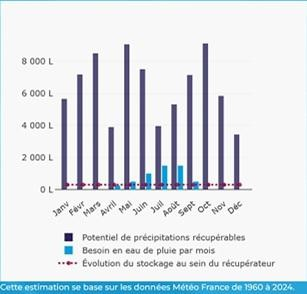 8 000 L
6 000 L
4 000 L
2 000 L
0 L
Janv Févr Mars Avril Mai Juin Juil Août Sept Oct Nov Déc
Potentiel de précipitations récupérables
Besoin en eau de pluie par mois
Évolution du stockage au sein du récupérateur
Cette estimation se base sur les données Météo France de 1960 à 2024.